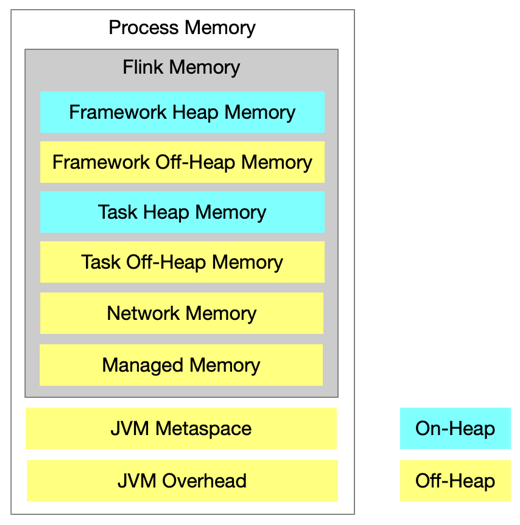 Process Memory
Flink Memory
Framework Heap Memory
Framework Off-Heap Memory
Task Heap Memory
Task Off-Heap Memory
Network Memory
Managed Memory
JVM Metaspace
JVM Overhead
On-Heap
Off-Heap